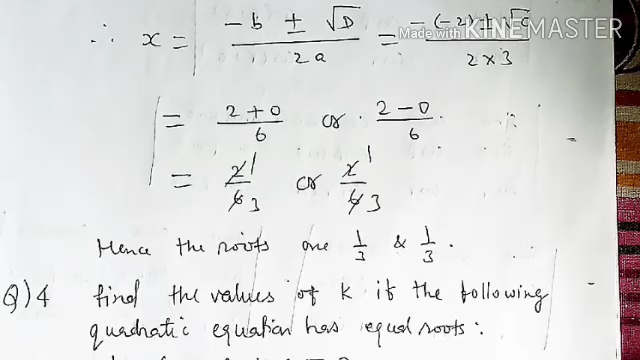 ∴ x = (-b ± √D)/2a = (-(-2) ± √0)/(2×3)
Made with KINEMASTER
= (2+0)/6 or (2-0)/6
= 2̸ 1/6̸ 3 or 2̸ 1/6̸ 3
Hence the roots are 1/3 & 1/3.
Q)4 find the values of K if the following
quadratic equation has equal roots: